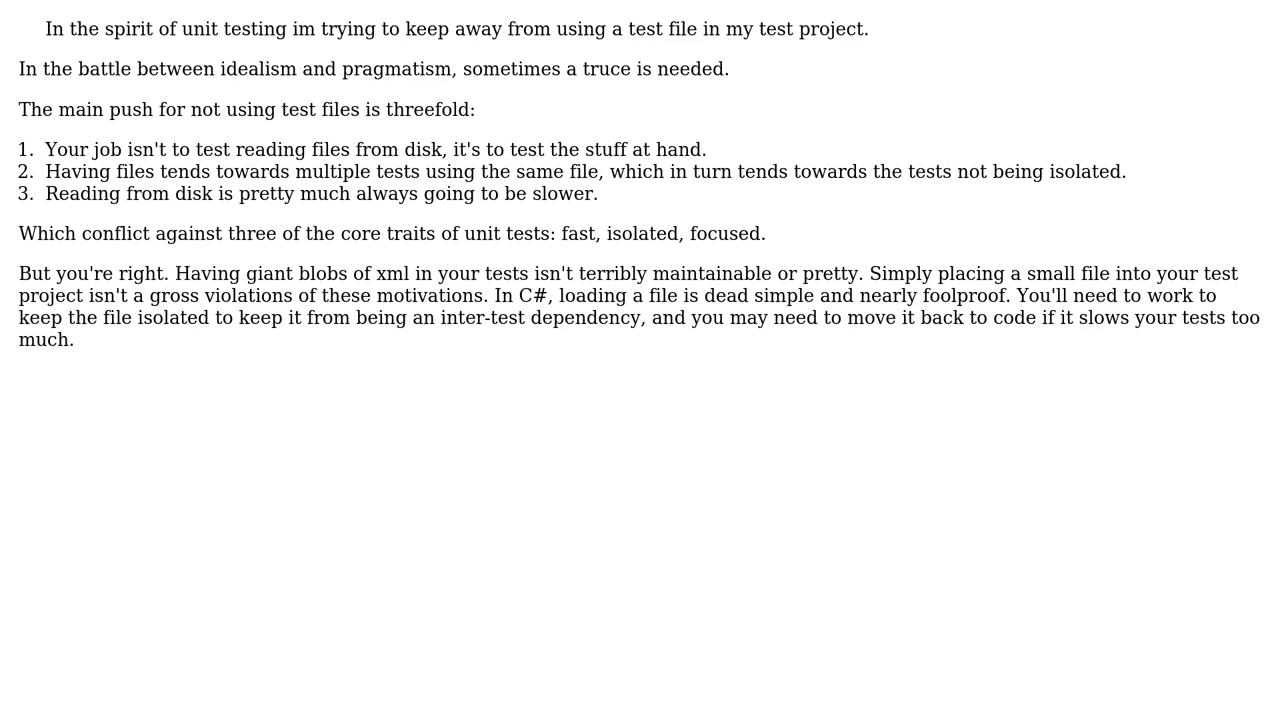 In the spirit of unit testing im trying to keep away from using a test file in my test project.
In the battle between idealism and pragmatism, sometimes a truce is needed.
The main push for not using test files is threefold:
1. Your job isn't to test reading files from disk, it's to test the stuff at hand.
2. Having files tends towards multiple tests using the same file, which in turn tends towards the tests not being isolated.
3. Reading from disk is pretty much always going to be slower.
Which conflict against three of the core traits of unit tests: fast, isolated, focused.
But you're right. Having giant blobs of xml in your tests isn't terribly maintainable or pretty. Simply placing a small file into your test
project isn't a gross violations of these motivations. In C#, loading a file is dead simple and nearly foolproof. You'll need to work to
keep the file isolated to keep it from being an inter-test dependency, and you may need to move it back to code if it slows your tests too
much.